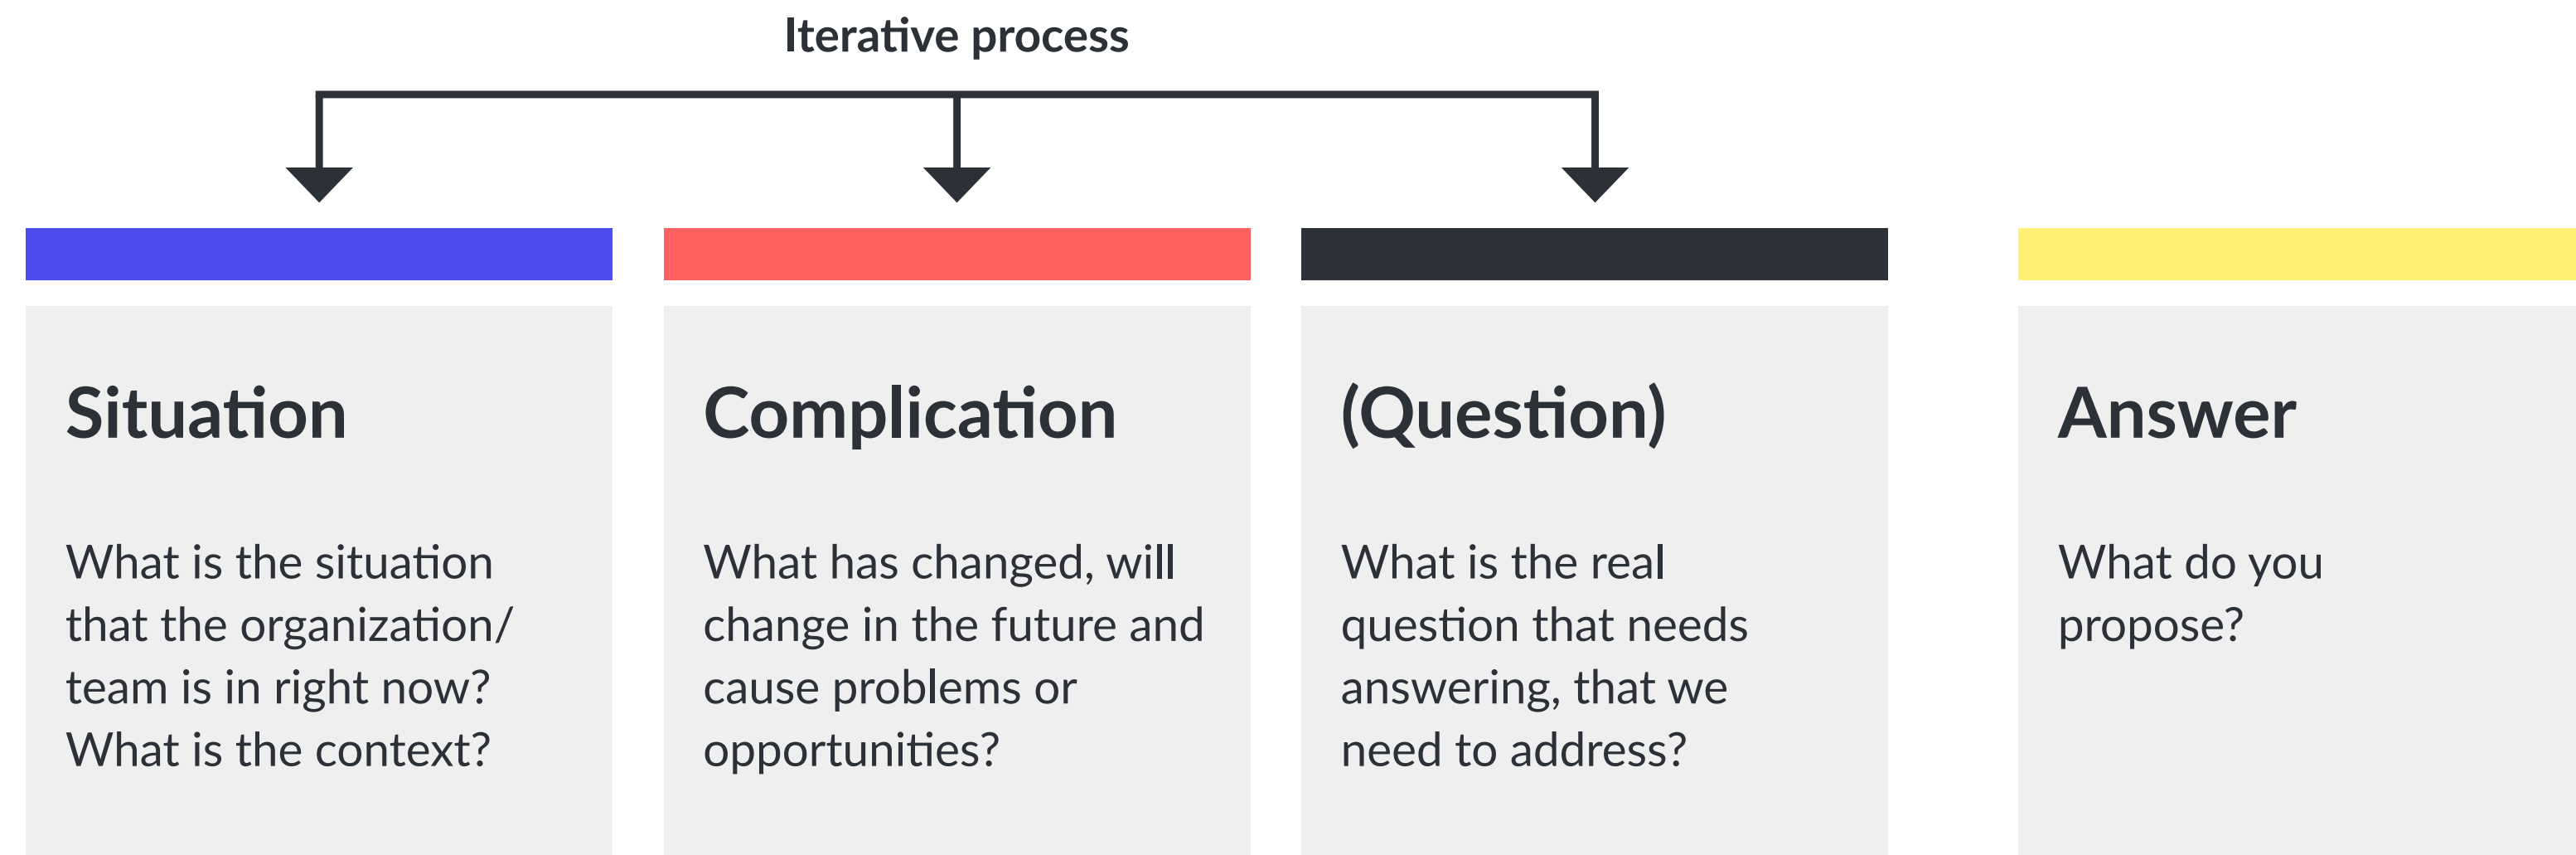 Iterative process
Situation
What is the situation
that the organization/
team is in right now?
What is the context?
Complication
What has changed, will
change in the future and
cause problems or
opportunities?
(Question)
What is the real
question that needs
answering, that we
need to address?
Answer
What do you
propose?